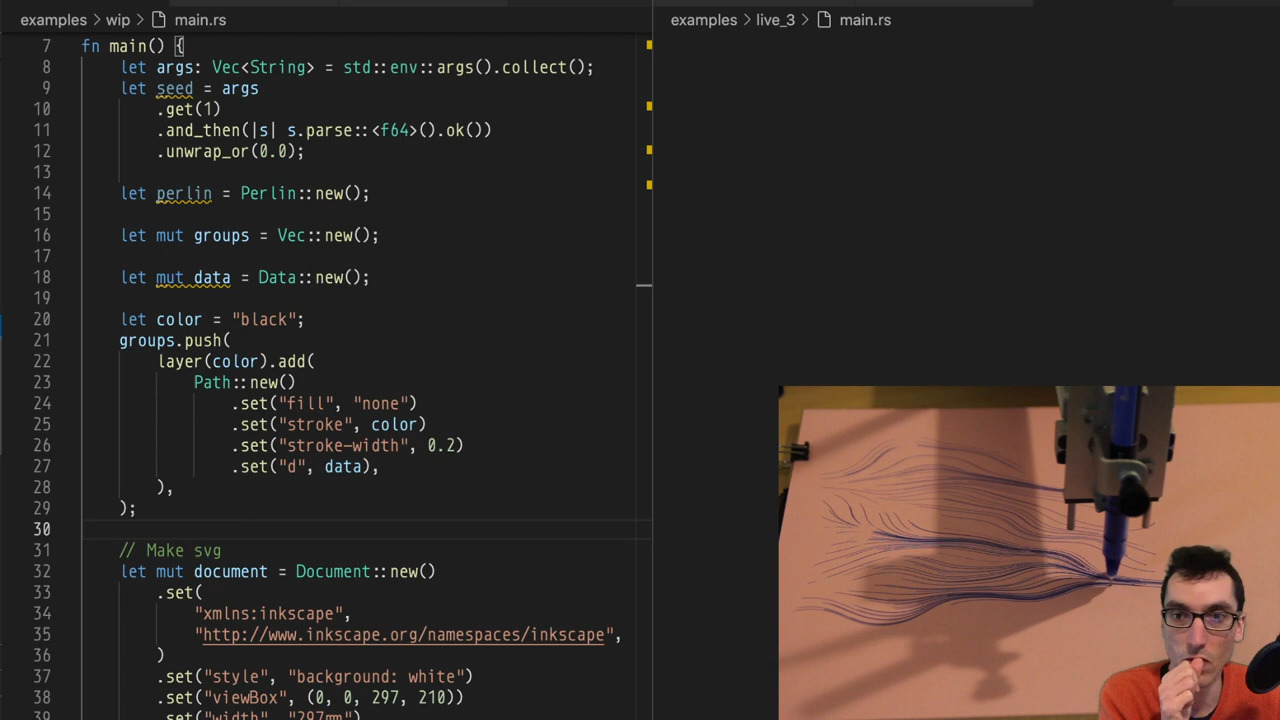 examples > wip > main.rs
7 fn main() {
8 let args: Vec<String> = std::env::args().collect();
9 let seed = args
10 .get(1)
11 .and_then(|s| s.parse::<f64>().ok())
12 .unwrap_or(0.0);
13
14 let perlin = Perlin::new();
15
16 let mut groups = Vec::new();
17
18 let mut data = Data::new();
19
20 let color = "black";
21 groups.push(
22 layer(color).add(
23 Path::new()
24 .set("fill", "none")
25 .set("stroke", color)
26 .set("stroke-width", 0.2)
27 .set("d", data),
28 ),
29 );
30
31 // Make svg
32 let mut document = Document::new()
33 .set(
34 "xmlns:inkscape",
35 "http://www.inkscape.org/namespaces/inkscape",
36 )
37 .set("style", "background: white")
38 .set("viewBox", (0, 0, 297, 210))
39 .set("width", "297mm")
examples > live_3 > main.rs